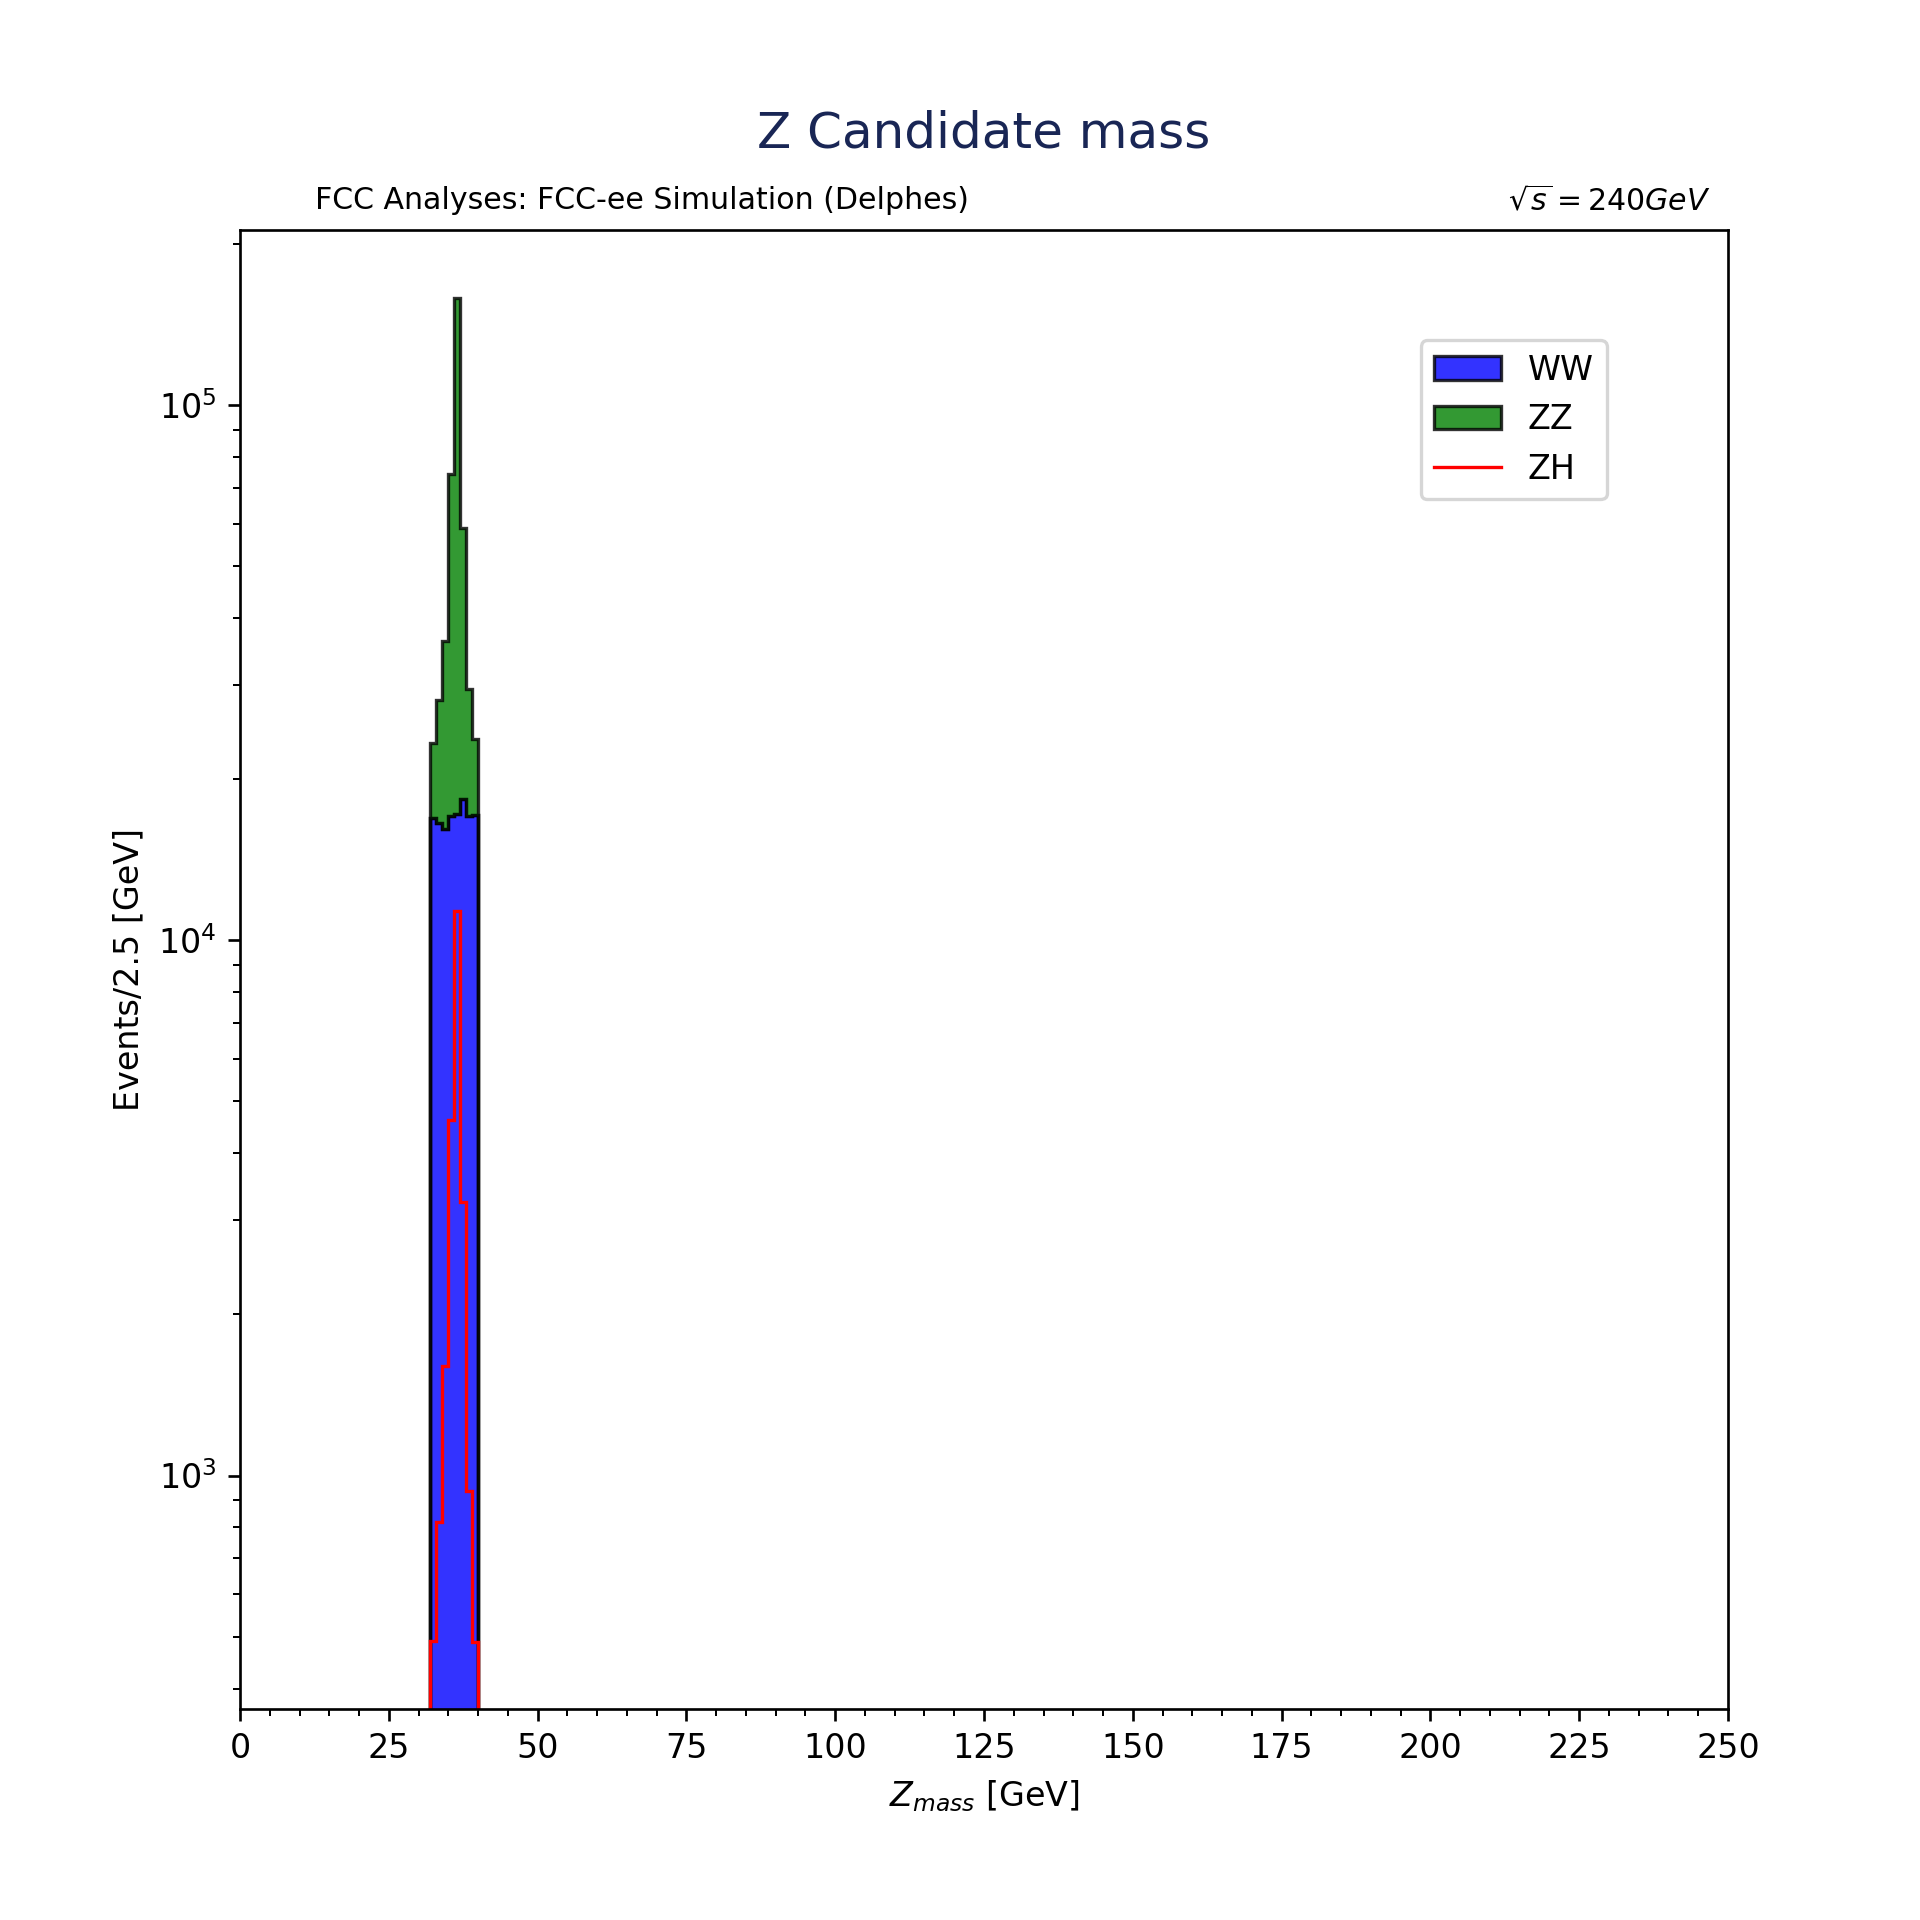 Z Candidate mass
FCC Analyses: FCC-ee Simulation (Delphes)
√s = 240GeV
WW
ZZ
ZH
10⁵
10⁴
10³
Events/2.5 [GeV]
0 25 50 75 100 125 150 175 200 225 250
Z_mass [GeV]